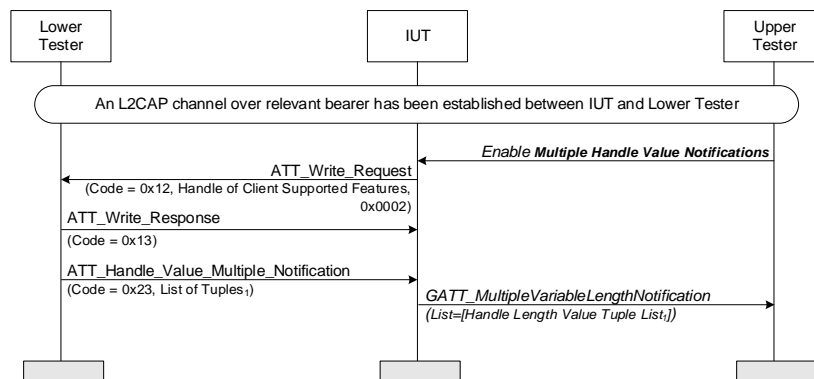 Lower
Tester
IUT
Upper
Tester
An L2CAP channel over relevant bearer has been established between IUT and Lower Tester
Enable Multiple Handle Value Notifications
ATT_Write_Request
(Code = 0x12, Handle of Client Supported Features,
0x0002)
ATT_Write_Response
(Code = 0x13)
ATT_Handle_Value_Multiple_Notification
(Code = 0x23, List of Tuples₁)
GATT_MultipleVariableLengthNotification
(List=[Handle Length Value Tuple List₁])